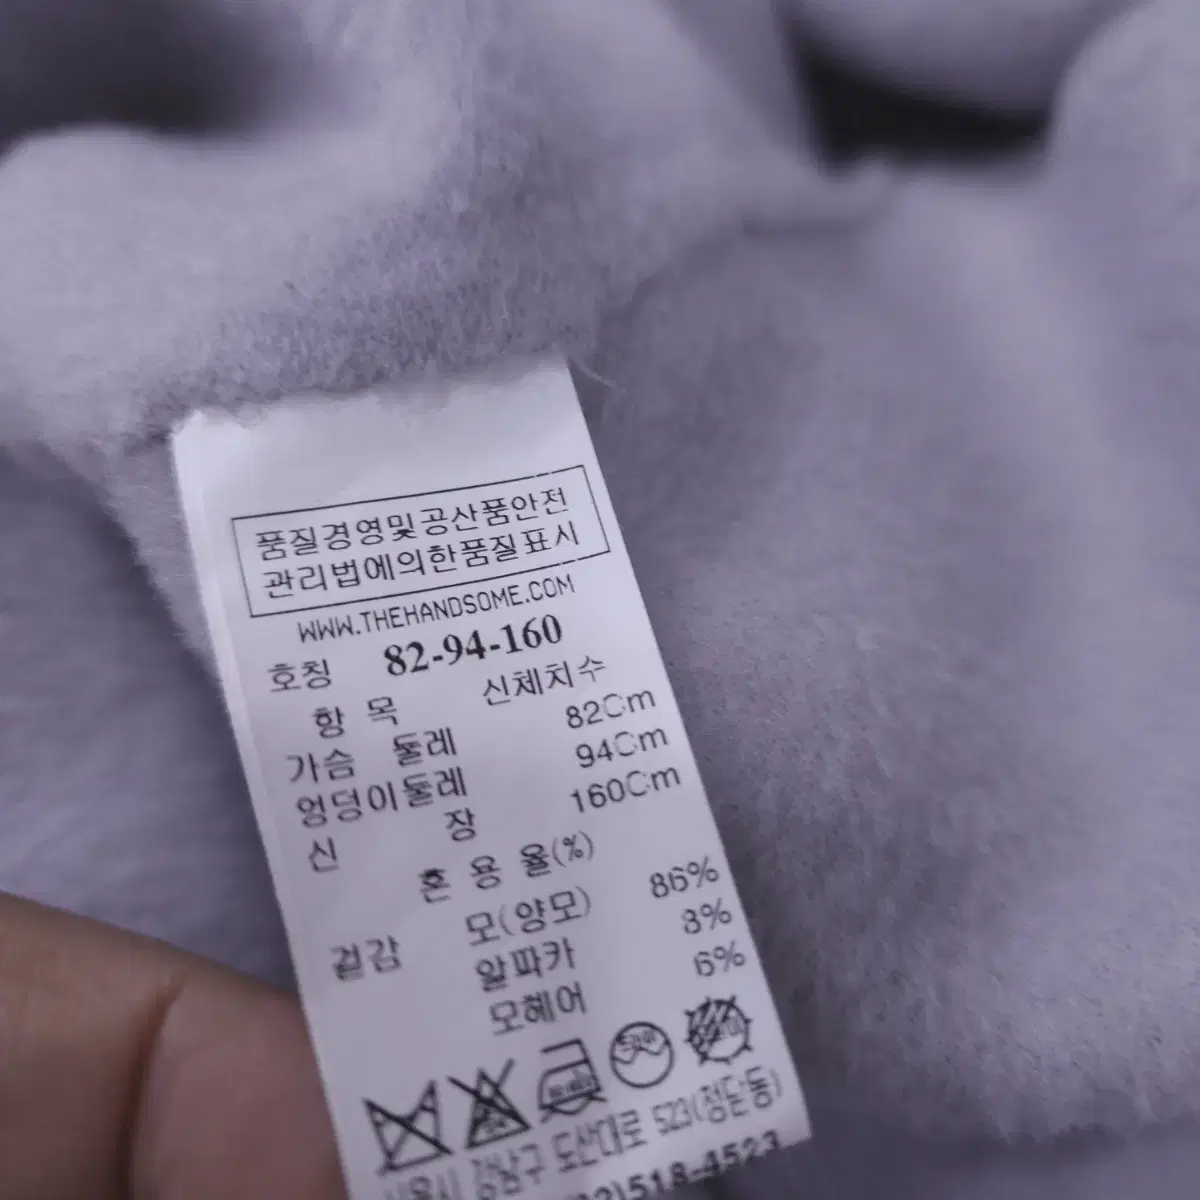 품질경영및공산품안전
관리법에의한품질표시
WWW.THEHANDSOME.COM
호칭 82-94-160
항 목 신체치수
가슴 둘레 82Cm
엉덩이둘레 94Cm
신 장 160Cm
혼 용 율(%)
겉감 모(양모) 86%
알파카 8%
모헤어 6%
서울시 강남구 도산대로 523(청담동)
02)518-4523